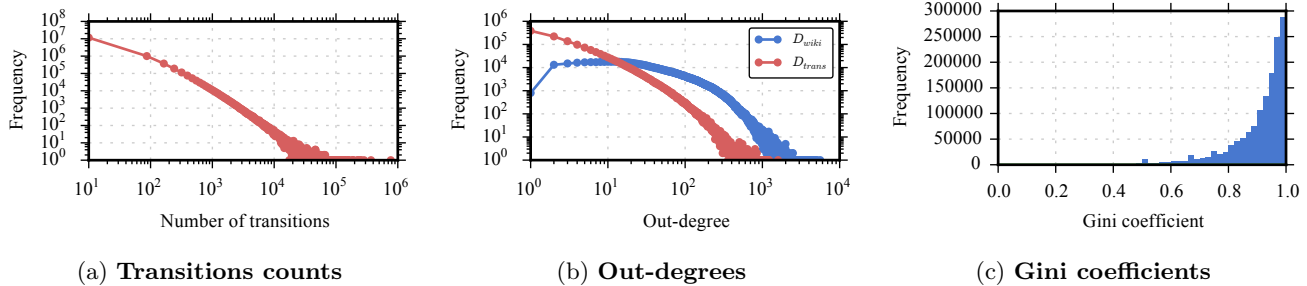 10^8
10^7
10^6
10^5
10^4
10^3
10^2
10^1
10^0
Frequency
10^1 10^2 10^3 10^4 10^5 10^6
Number of transitions
(a) Transitions counts
10^6
10^5
10^4
10^3
10^2
10^1
10^0
Frequency
D_wiki
D_trans
10^0 10^1 10^2 10^3 10^4
Out-degree
(b) Out-degrees
300000
250000
200000
150000
100000
50000
0
Frequency
0.0 0.2 0.4 0.6 0.8 1.0
Gini coefficient
(c) Gini coefficients